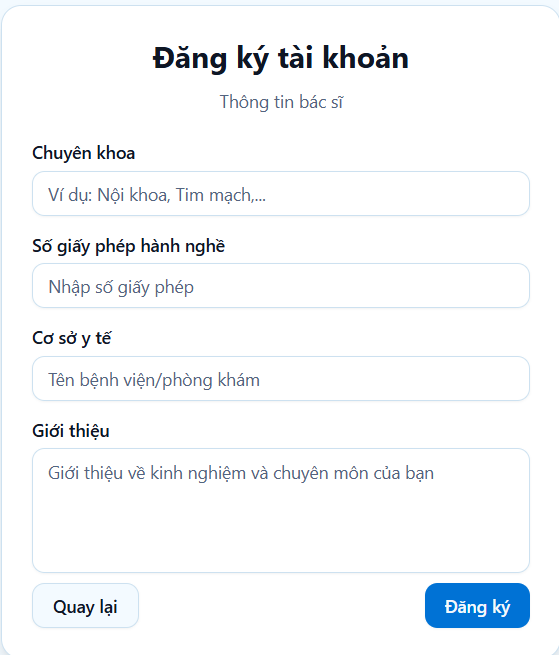 Đăng ký tài khoản
Thông tin bác sĩ
Chuyên khoa
Ví dụ: Nội khoa, Tim mạch,...
Số giấy phép hành nghề
Nhập số giấy phép
Cơ sở y tế
Tên bệnh viện/phòng khám
Giới thiệu
Giới thiệu về kinh nghiệm và chuyên môn của bạn
Quay lại
Đăng ký